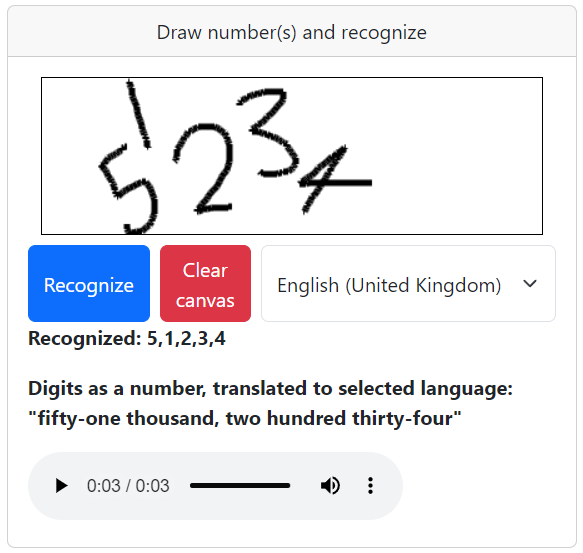 Draw number(s) and recognize
5 1 2 3 4
Recognize
Clear
canvas
English (United Kingdom)
Recognized: 5,1,2,3,4
Digits as a number, translated to selected language:
"fifty-one thousand, two hundred thirty-four"
0:03 / 0:03